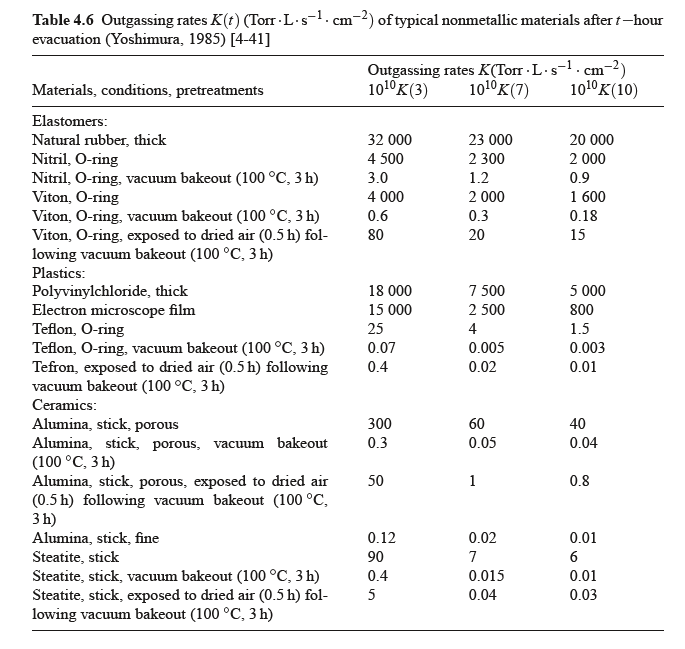 Table 4.6 Outgassing rates K(t) (Torr·L·s⁻¹·cm⁻²) of typical nonmetallic materials after t–hour
evacuation (Yoshimura, 1985) [4-41]
Outgassing rates K(Torr·L·s⁻¹·cm⁻²)
Materials, conditions, pretreatments 10¹⁰K(3) 10¹⁰K(7) 10¹⁰K(10)
Elastomers:
Natural rubber, thick 32 000 23 000 20 000
Nitril, O-ring 4 500 2 300 2 000
Nitril, O-ring, vacuum bakeout (100 °C, 3 h) 3.0 1.2 0.9
Viton, O-ring 4 000 2 000 1 600
Viton, O-ring, vacuum bakeout (100 °C, 3 h) 0.6 0.3 0.18
Viton, O-ring, exposed to dried air (0.5 h) fol- 80 20 15
lowing vacuum bakeout (100 °C, 3 h)
Plastics:
Polyvinylchloride, thick 18 000 7 500 5 000
Electron microscope film 15 000 2 500 800
Teflon, O-ring 25 4 1.5
Teflon, O-ring, vacuum bakeout (100 °C, 3 h) 0.07 0.005 0.003
Tefron, exposed to dried air (0.5 h) following 0.4 0.02 0.01
vacuum bakeout (100 °C, 3 h)
Ceramics:
Alumina, stick, porous 300 60 40
Alumina, stick, porous, vacuum bakeout 0.3 0.05 0.04
(100 °C, 3 h)
Alumina, stick, porous, exposed to dried air 50 1 0.8
(0.5 h) following vacuum bakeout (100 °C,
3 h)
Alumina, stick, fine 0.12 0.02 0.01
Steatite, stick 90 7 6
Steatite, stick, vacuum bakeout (100 °C, 3 h) 0.4 0.015 0.01
Steatite, stick, exposed to dried air (0.5 h) fol- 5 0.04 0.03
lowing vacuum bakeout (100 °C, 3 h)